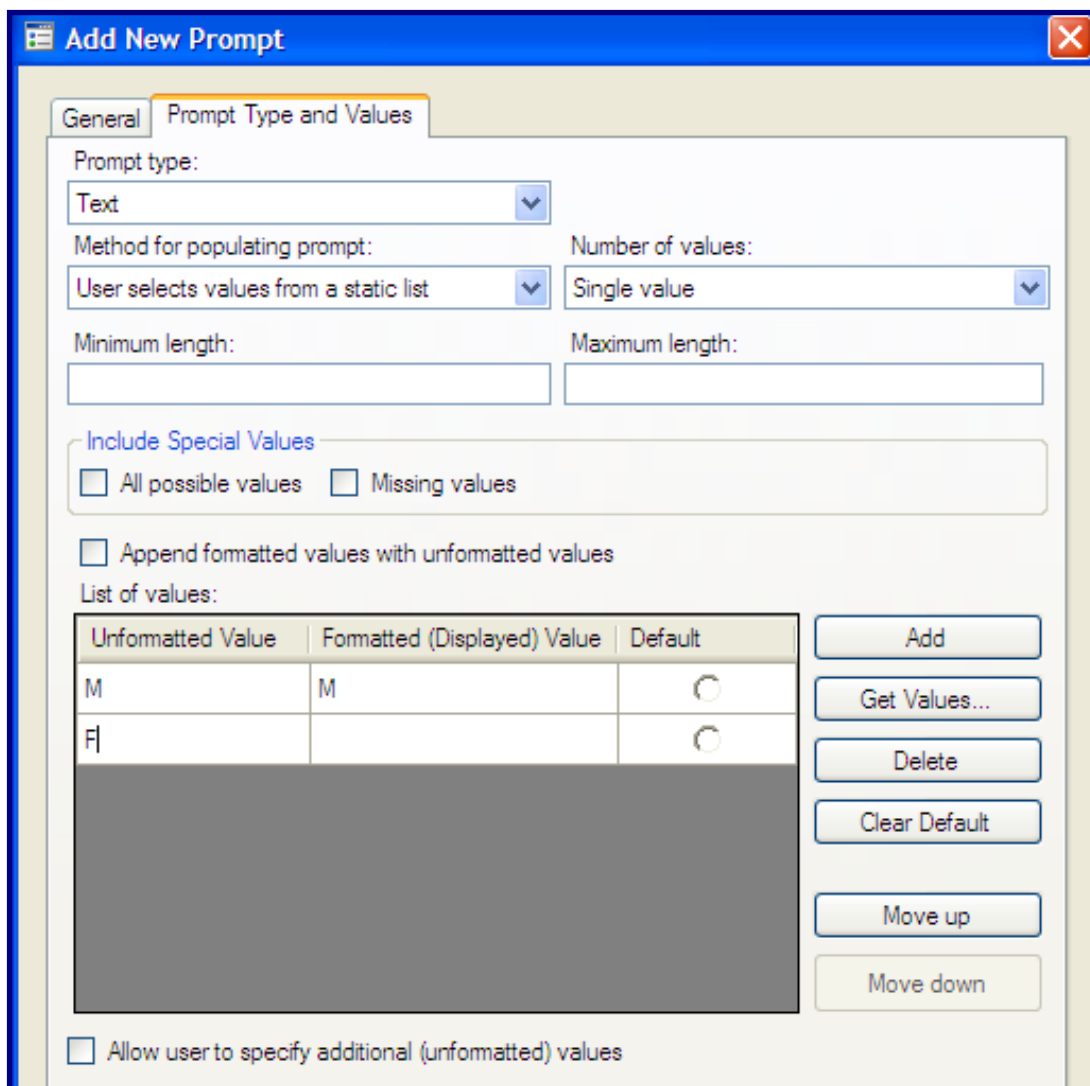 Add New Prompt
General Prompt Type and Values
Prompt type:
Text
Method for populating prompt: Number of values:
User selects values from a static list Single value
Minimum length: Maximum length:
Include Special Values
All possible values Missing values
Append formatted values with unformatted values
List of values:
Unformatted Value Formatted (Displayed) Value Default Add
M M Get Values...
F
Delete
Clear Default
Move up
Move down
Allow user to specify additional (unformatted) values